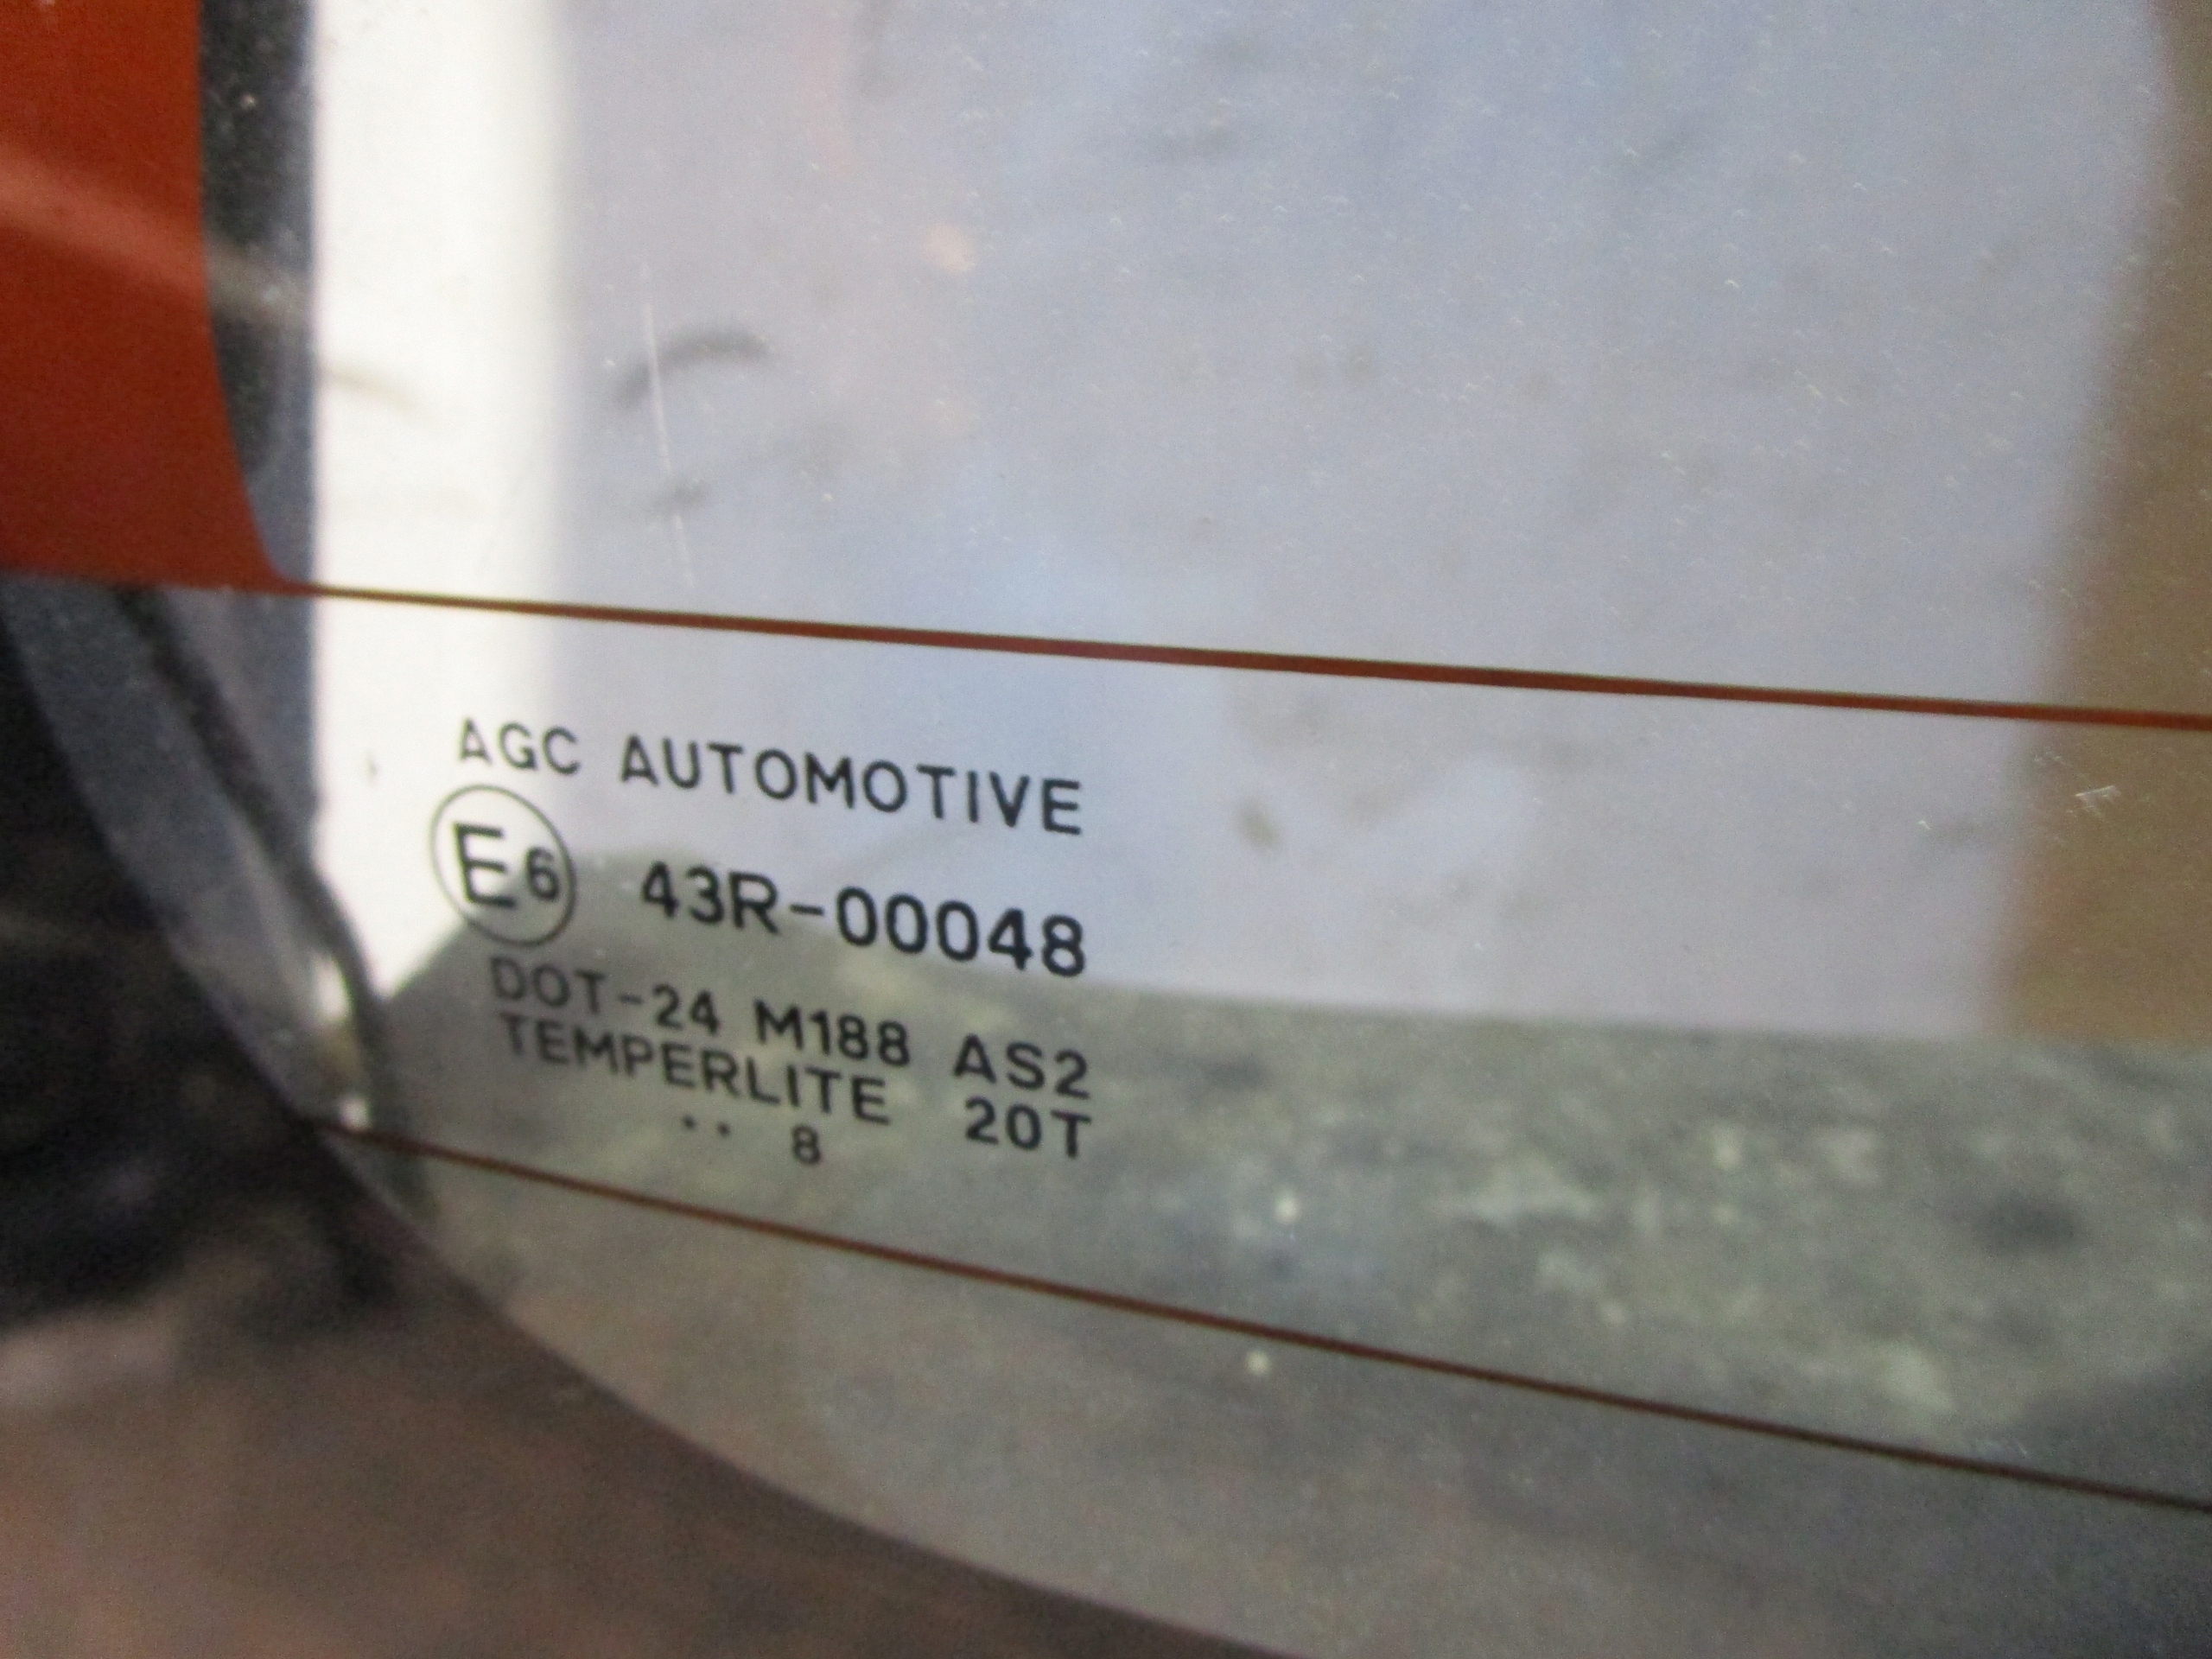 AGC AUTOMOTIVE
E6 43R-00048
DOT-24 M188 AS2
TEMPERLITE 20T
.. 8